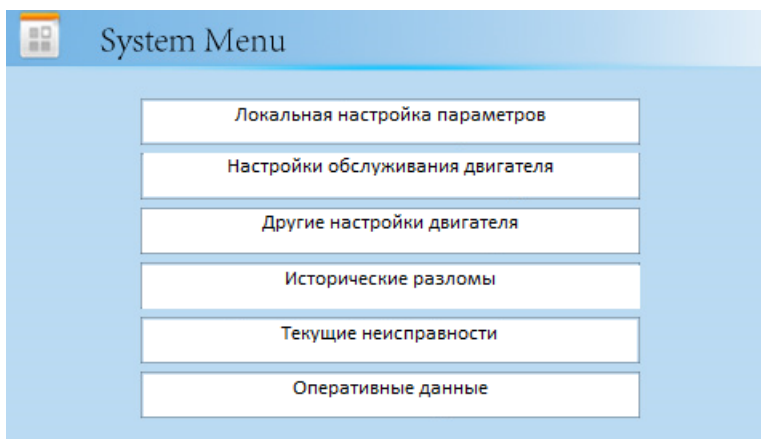 System Menu
Локальная настройка параметров
Настройки обслуживания двигателя
Другие настройки двигателя
Исторические разломы
Текущие неисправности
Оперативные данные